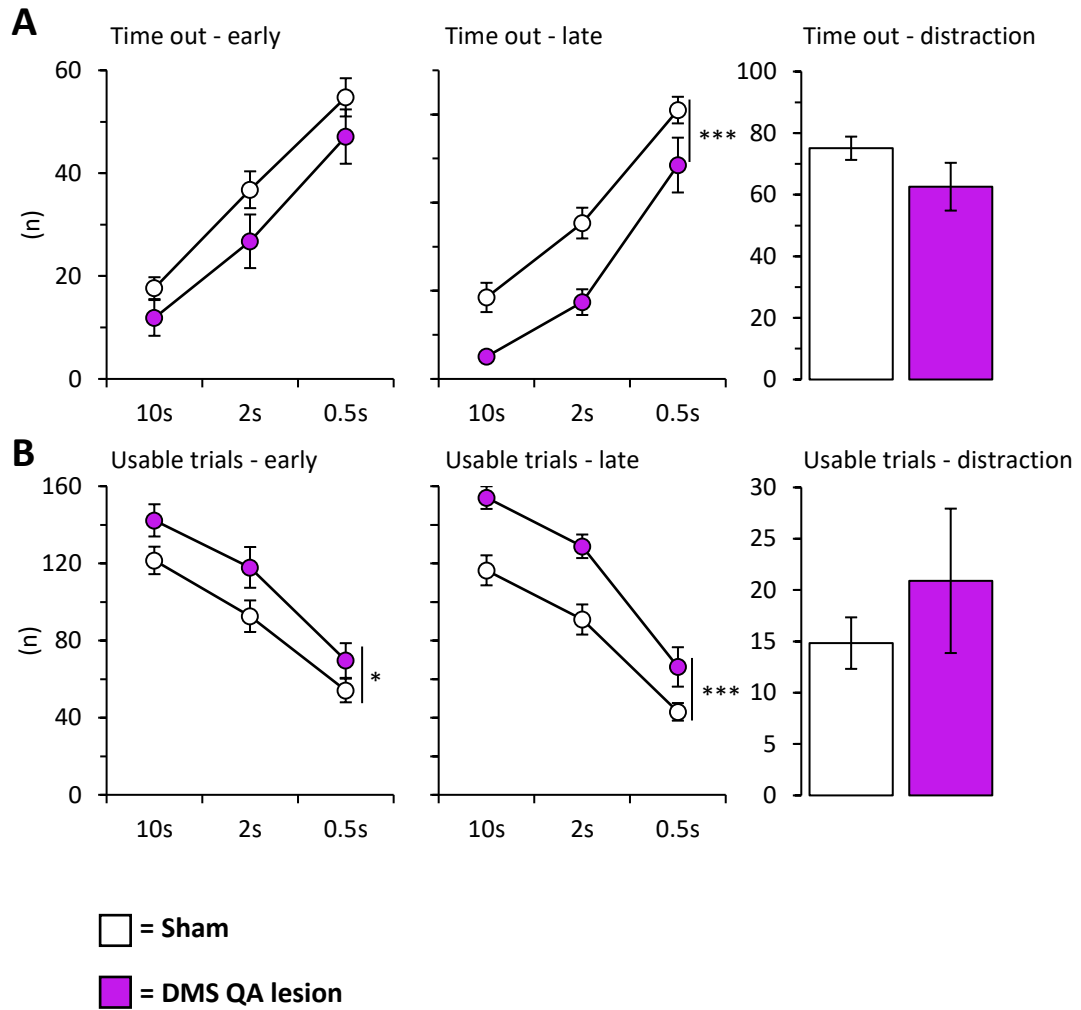 A
Time out - early
Time out - late
Time out - distraction
60
40
20
0
(n)
10s 2s 0.5s
***
10s 2s 0.5s
100
80
60
40
20
0
B
Usable trials - early
Usable trials - late
Usable trials - distraction
160
120
80
40
0
(n)
*
10s 2s 0.5s
***
10s 2s 0.5s
30
25
20
15
10
5
0
= Sham
= DMS QA lesion